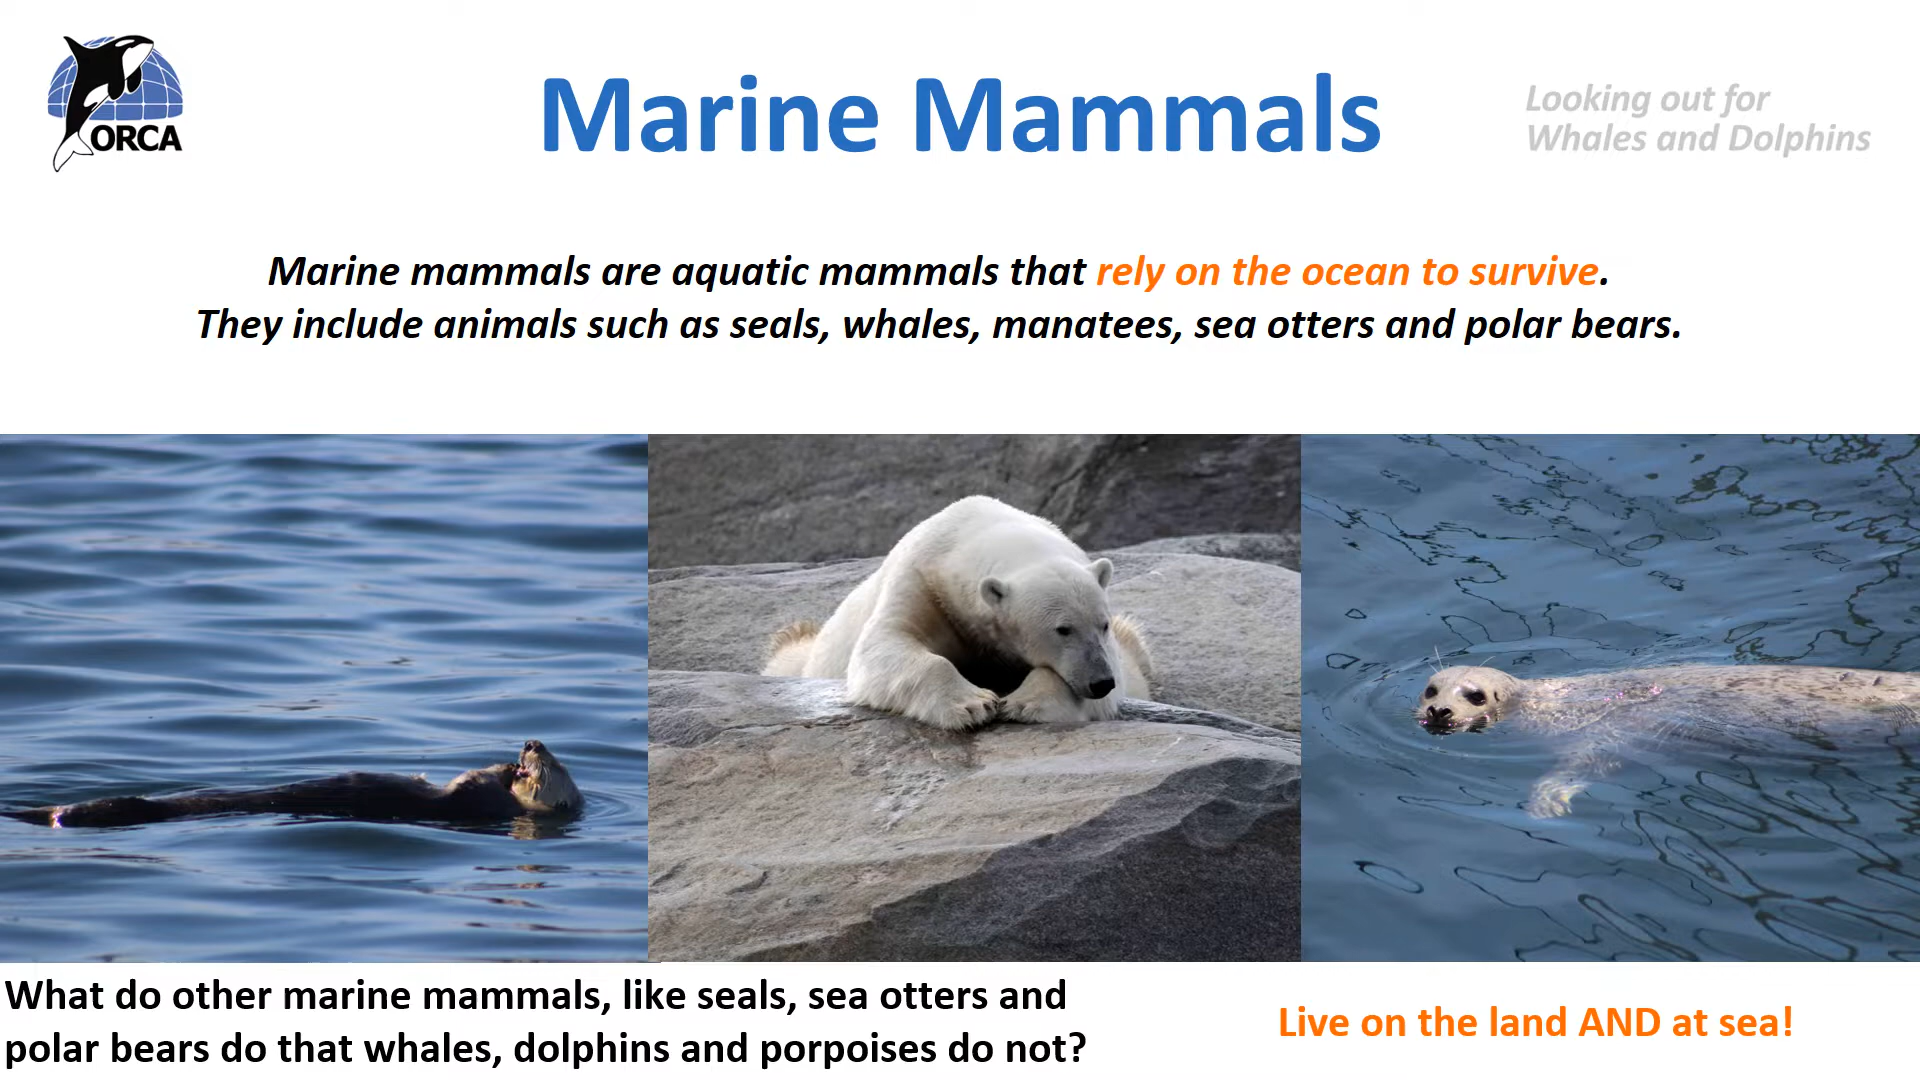 ORCA
Marine Mammals
Looking out for
Whales and Dolphins
Marine mammals are aquatic mammals that rely on the ocean to survive.
They include animals such as seals, whales, manatees, sea otters and polar bears.
What do other marine mammals, like seals, sea otters and
polar bears do that whales, dolphins and porpoises do not?
Live on the land AND at sea!